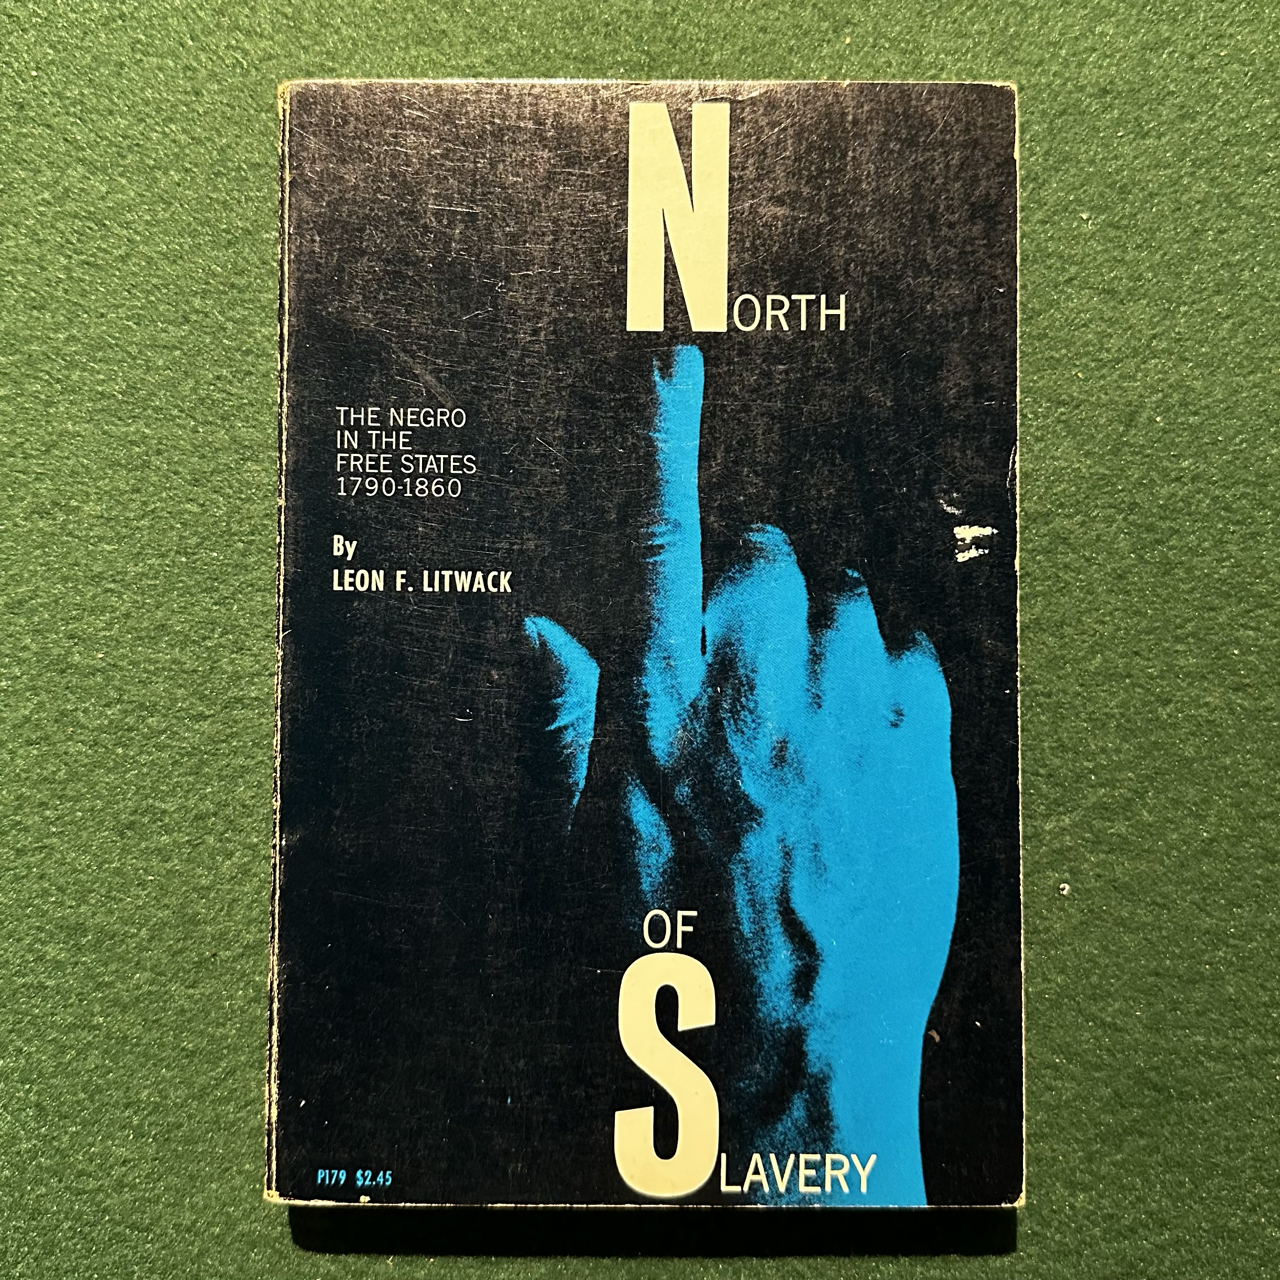 NORTH
THE NEGRO
IN THE
FREE STATES
1790-1860
By
LEON F. LITWACK
OF
SLAVERY
P179 $2.45